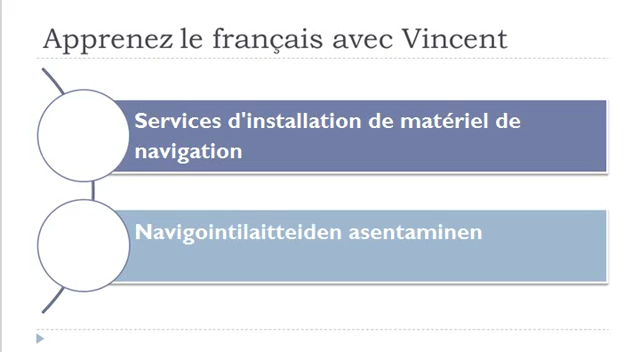 Apprenez le français avec Vincent
Services d'installation de matériel de
navigation
Navigointilaitteiden asentaminen